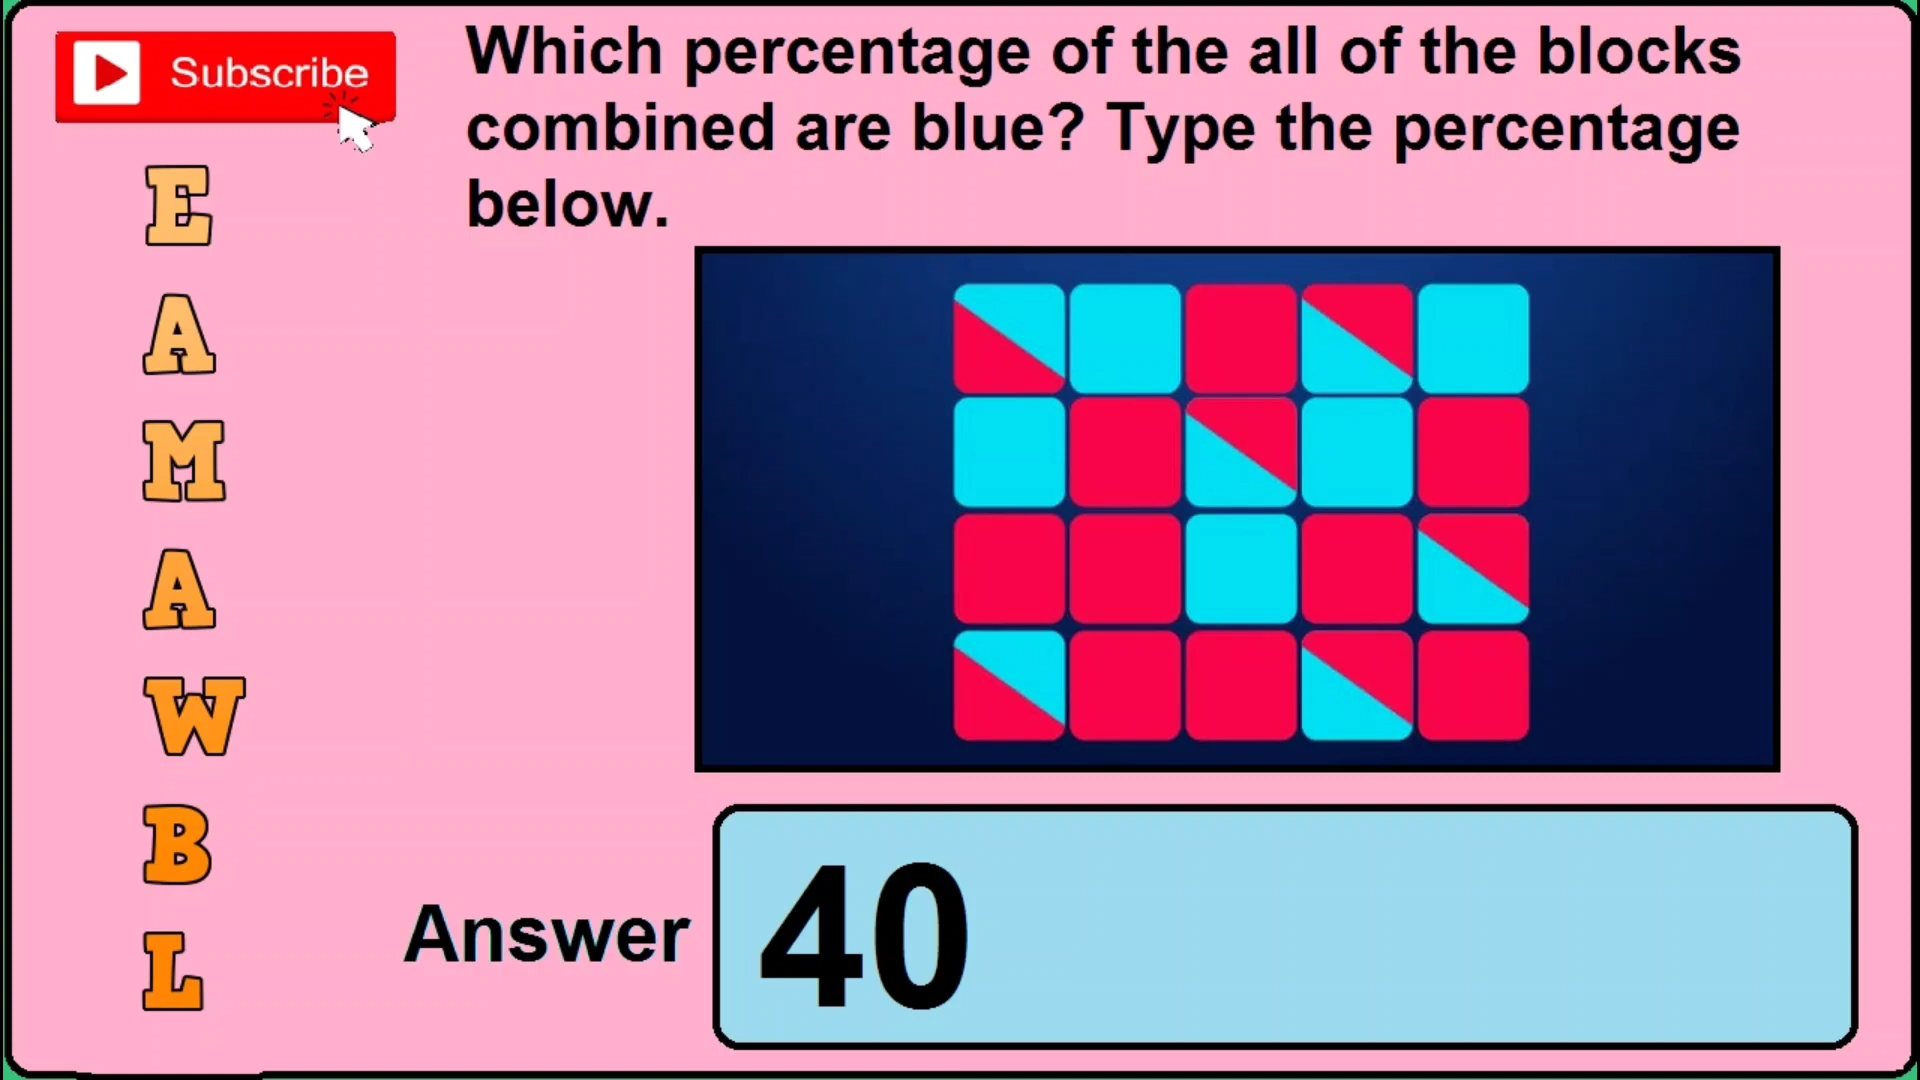 Subscribe
Which percentage of the all of the blocks
combined are blue? Type the percentage
below.
E
A
M
A
W
B
L
Answer
40